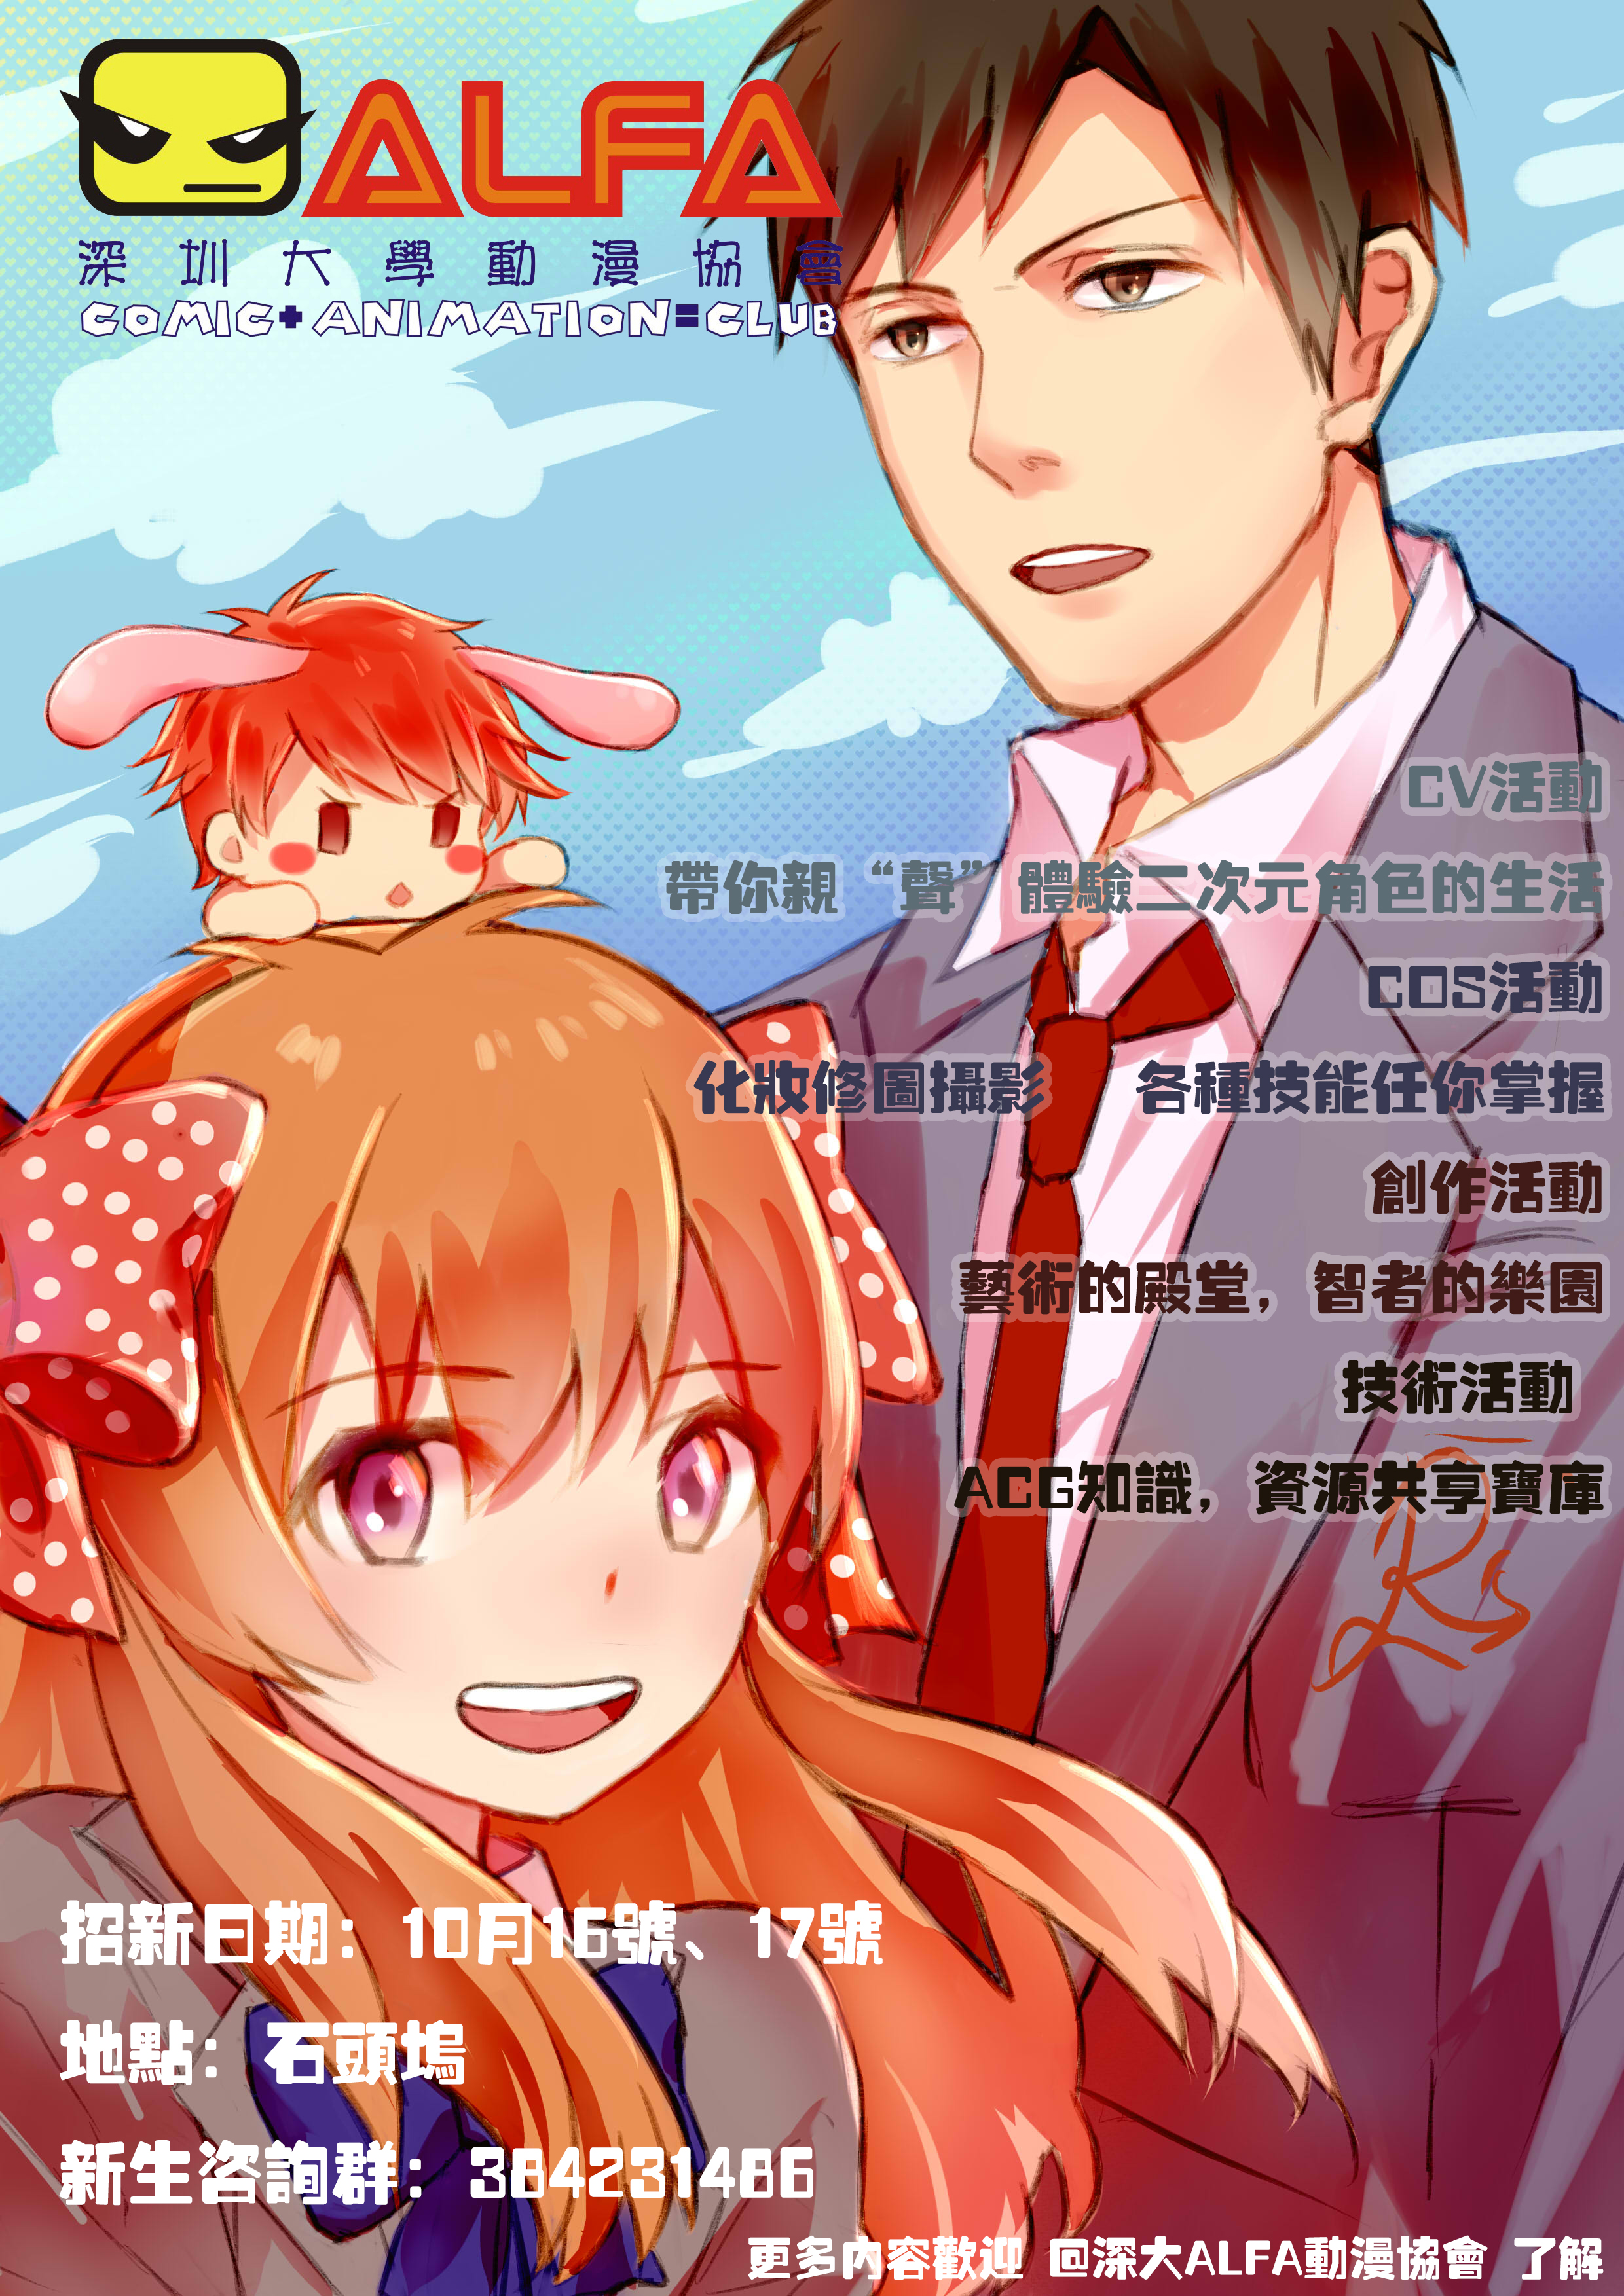 ALFA
深圳大學動漫協會
COMIC+ANIMATION=CLUB
CV活動
帶你親“聲”體驗二次元角色的生活
COS活動
化妝修圖攝影 各種技能任你掌握
創作活動
藝術的殿堂，智者的樂園
技術活動
ACG知識，資源共享寶庫
招新日期：10月16號、17號
地點：石頭塢
新生咨詢群：384231486
更多內容歡迎 @深大ALFA動漫協會 了解